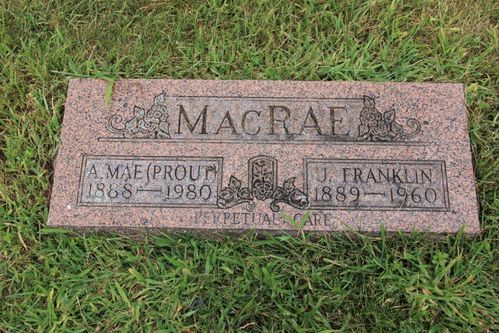 MacRAE
A. MAE (PROUT) J. FRANKLIN
1888—1980 1889—1960
PERPETUAL CARE